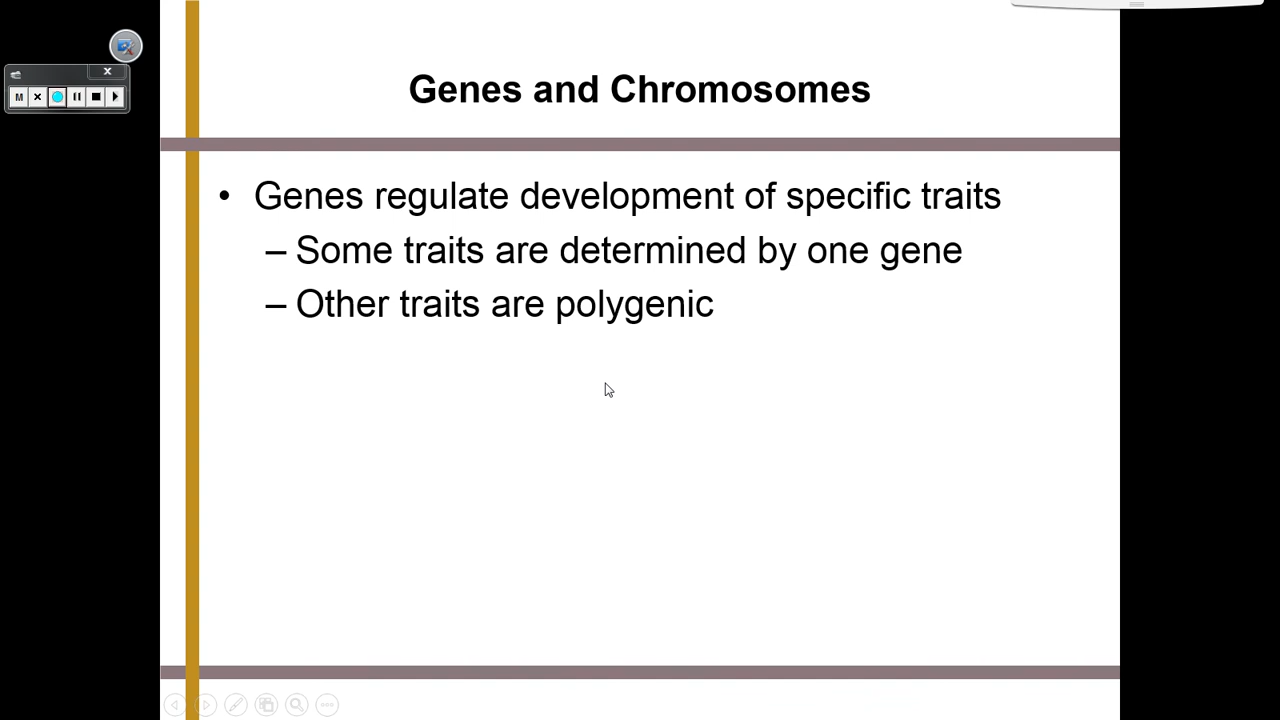 Genes and Chromosomes
M
• Genes regulate development of specific traits
– Some traits are determined by one gene
– Other traits are polygenic